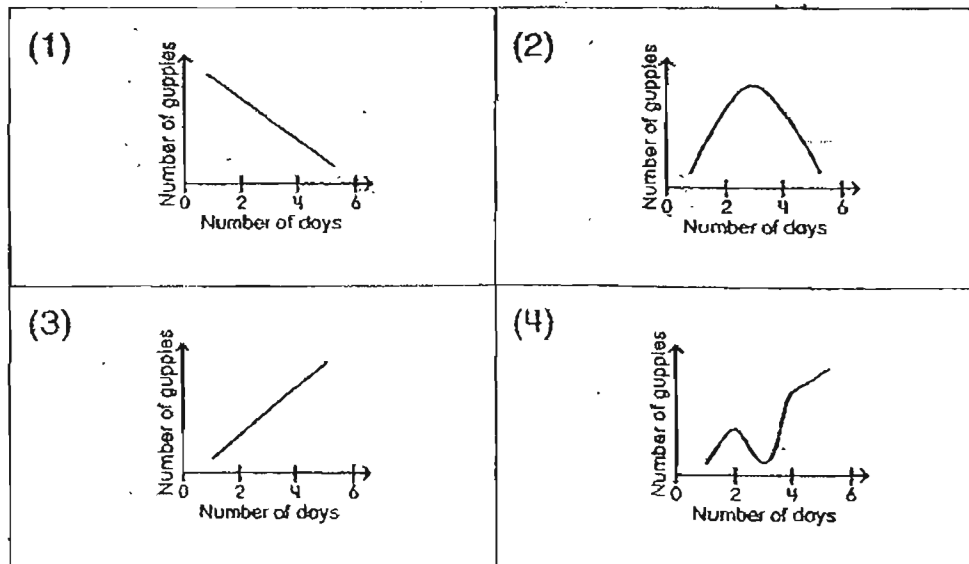 (1)
Number of guppies
0 2 4 6
Number of days
(2)
Number of guppies
0 2 4 6
Number of days
(3)
Number of guppies
0 2 4 6
Number of days
(4)
Number of guppies
0 2 4 6
Number of days